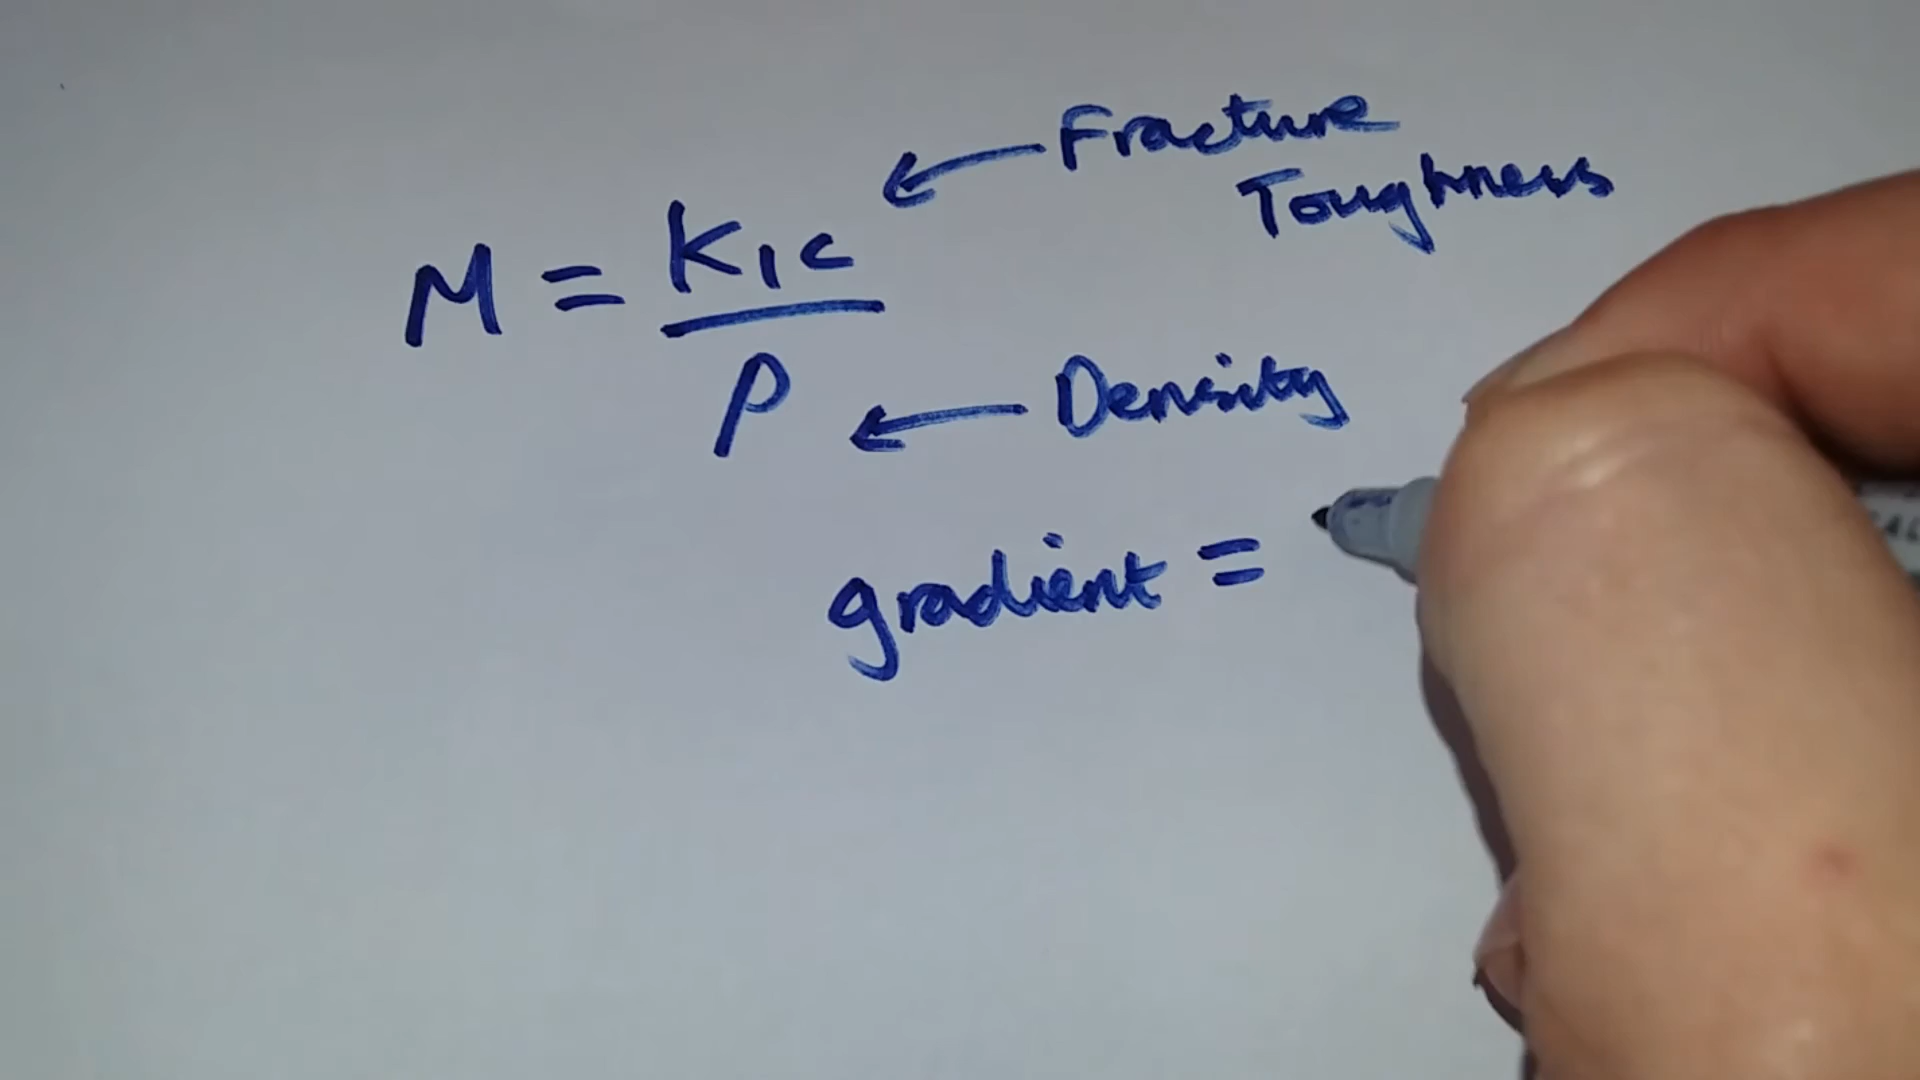 M = K1c / ρ
← Fracture
Toughness
← Density
gradient =